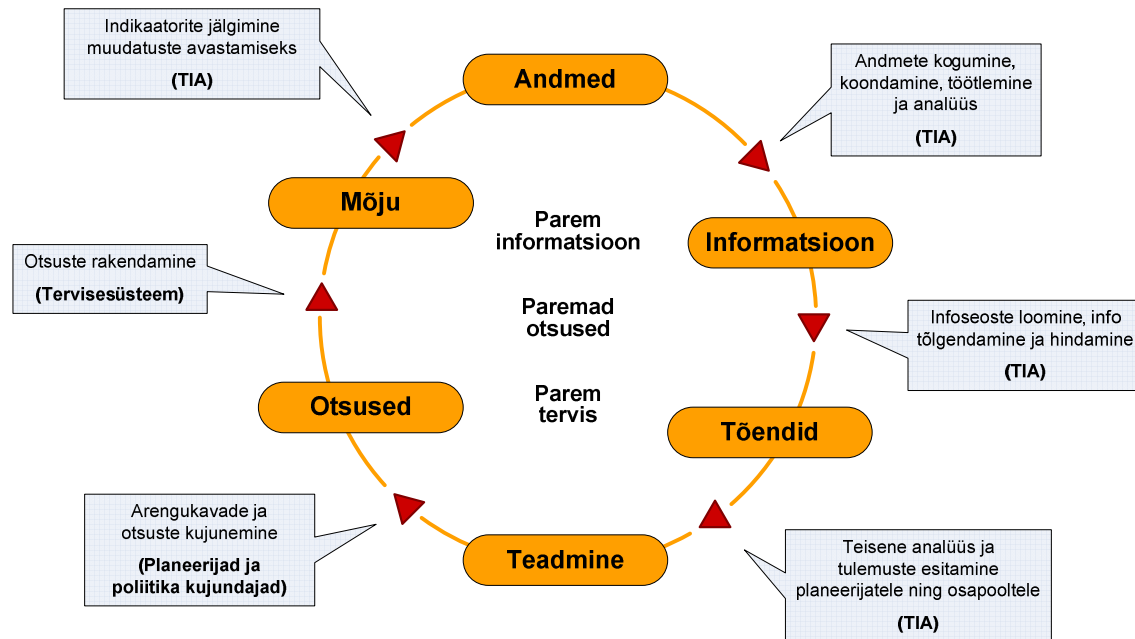 Indikaatorite jälgimine
muudatuste avastamiseks
(TIA)
Andmed
Andmete kogumine,
koondamine, töötlemine
ja analüüs
(TIA)
Mõju
Parem
informatsioon
Informatsioon
Otsuste rakendamine
(Tervisesüsteem)
Paremad
otsused
Infoseoste loomine, info
tõlgendamine ja hindamine
(TIA)
Otsused
Parem
tervis
Tõendid
Arengukavade ja
otsuste kujunemine
(Planeerijad ja
poliitika kujundajad)
Teadmine
Teisene analüüs ja
tulemuste esitamine
planeerijatele ning osapooltele
(TIA)